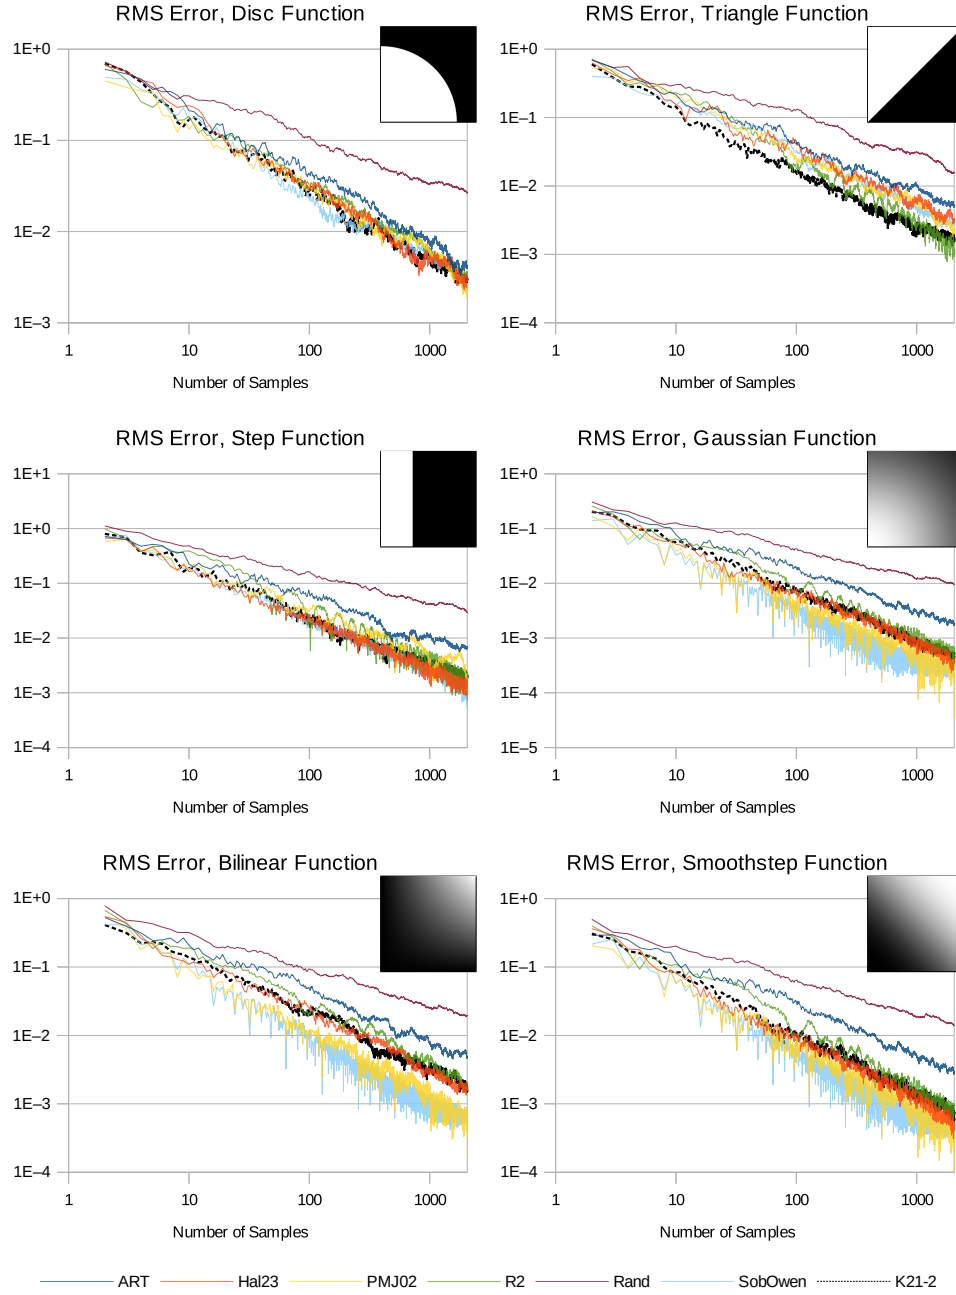 RMS Error, Disc Function
1E+0
1E–1
1E–2
1E–3
1 10 100 1000
Number of Samples
RMS Error, Triangle Function
1E+0
1E–1
1E–2
1E–3
1E–4
1 10 100 1000
Number of Samples
RMS Error, Step Function
1E+1
1E+0
1E–1
1E–2
1E–3
1E–4
1 10 100 1000
Number of Samples
RMS Error, Gaussian Function
1E+0
1E–1
1E–2
1E–3
1E–4
1E–5
1 10 100 1000
Number of Samples
RMS Error, Bilinear Function
1E+0
1E–1
1E–2
1E–3
1E–4
1 10 100 1000
Number of Samples
RMS Error, Smoothstep Function
1E+0
1E–1
1E–2
1E–3
1E–4
1 10 100 1000
Number of Samples
ART Hal23 PMJ02 R2 Rand SobOwen K21-2